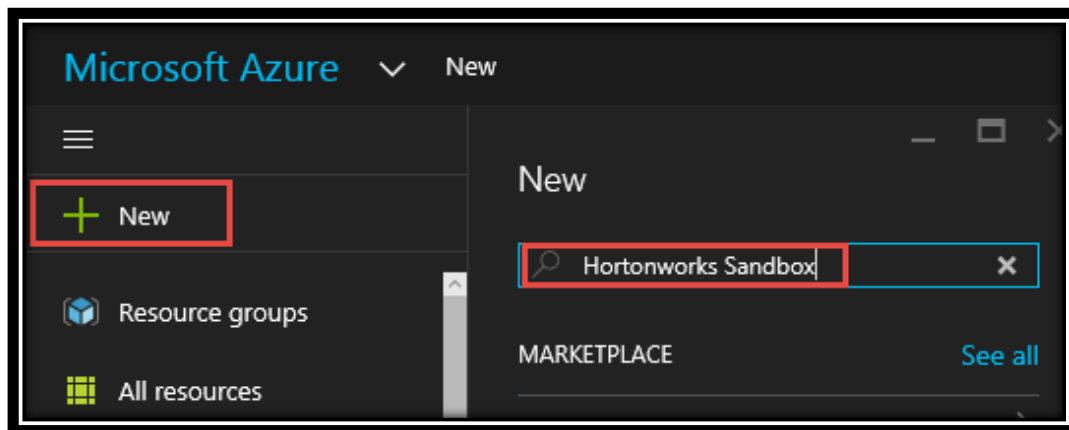 Microsoft Azure New
New
New
Hortonworks Sandbox
Resource groups
MARKETPLACE See all
All resources